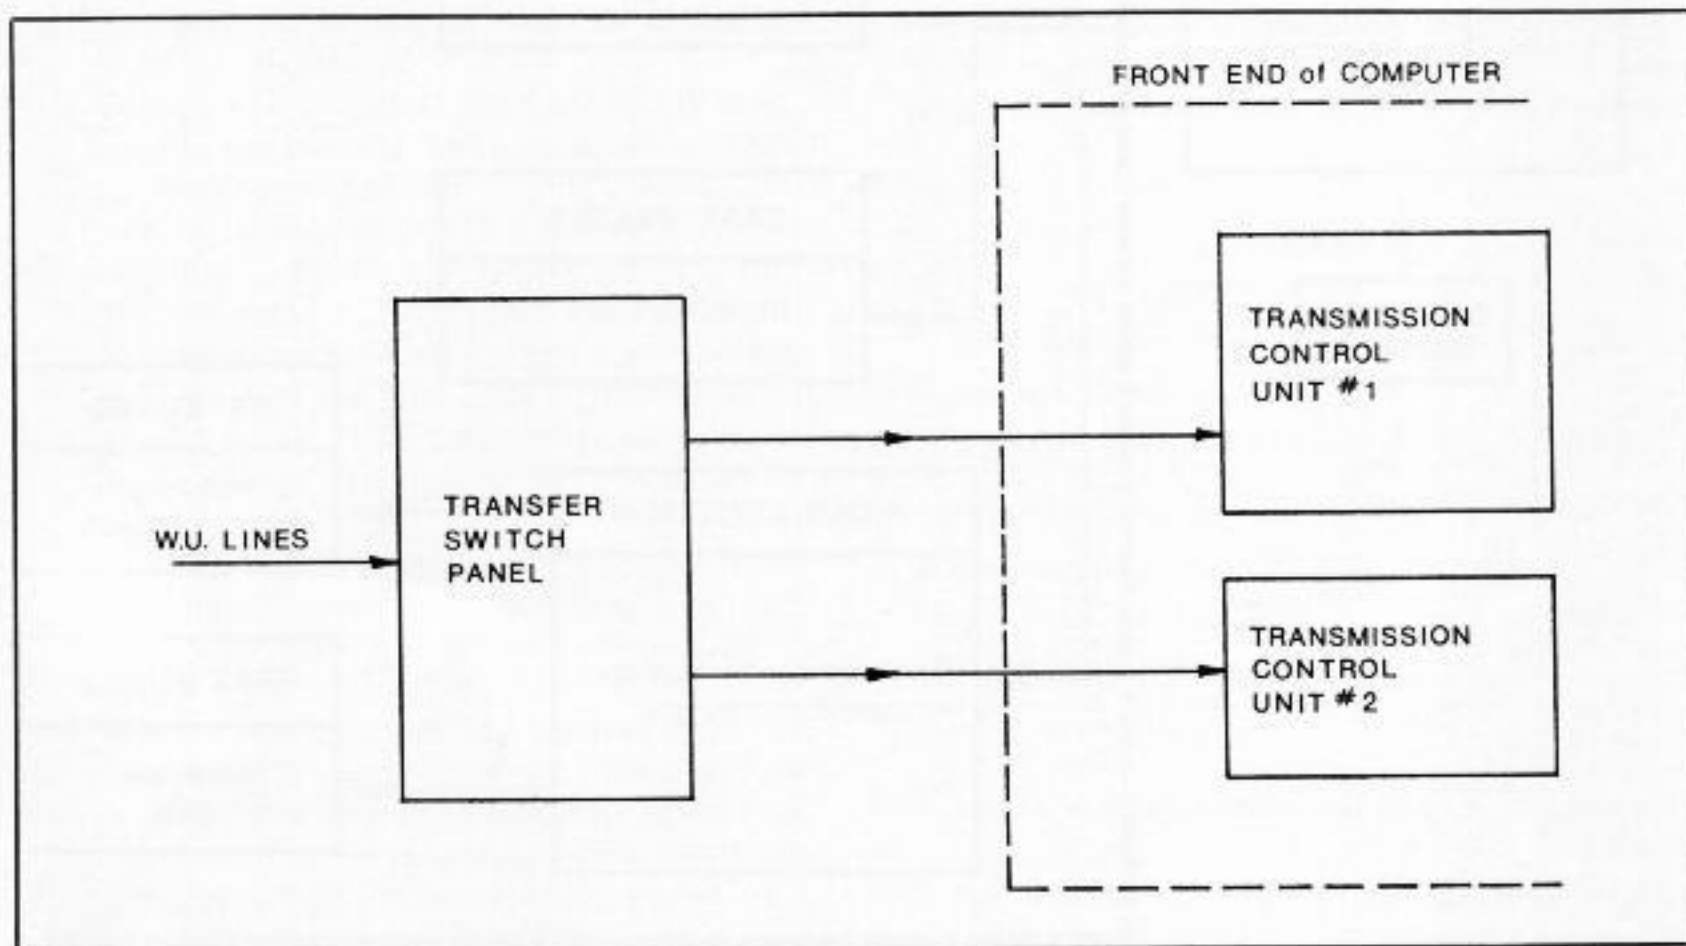 FRONT END of COMPUTER
TRANSMISSION
CONTROL
UNIT #1
TRANSFER
SWITCH
PANEL
W.U. LINES
TRANSMISSION
CONTROL
UNIT #2